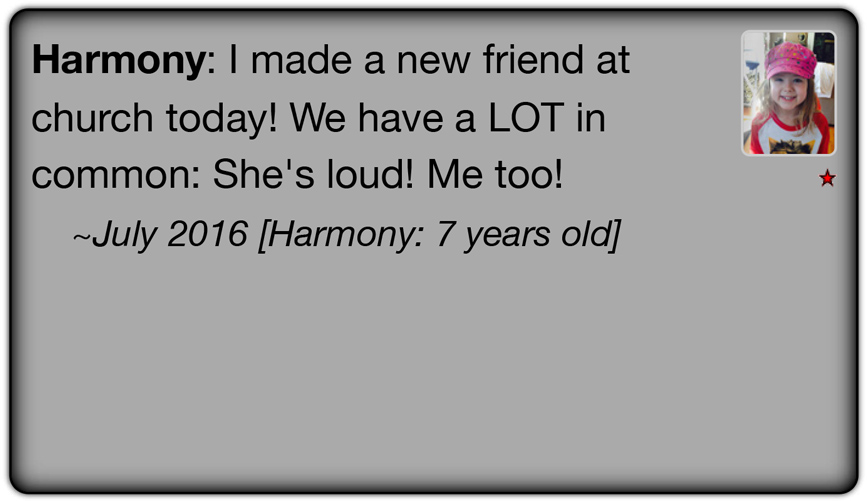 Harmony: I made a new friend at
church today! We have a LOT in
common: She's loud! Me too!
~July 2016 [Harmony: 7 years old]